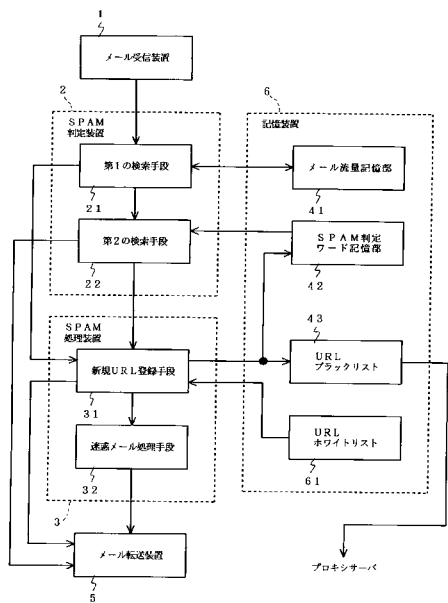 1
メール受信装置
2
SPAM
判定装置
第1の検索手段
21
第2の検索手段
22
SPAM
処理装置
新規URL登録手段
31
迷惑メール処理手段
32
3
メール転送装置
5
6
記憶装置
メール流量記憶部
41
SPAM判定
ワード記憶部
42
43
URL
ブラックリスト
URL
ホワイトリスト
61
プロキシサーバ